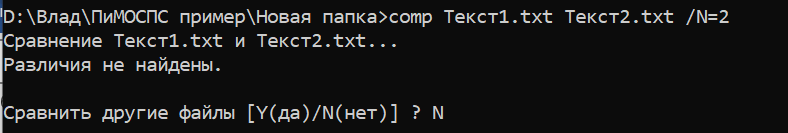 D:\Влад\ПиМОСПС пример\Новая папка>comp Текст1.txt Текст2.txt /N=2
Сравнение Текст1.txt и Текст2.txt...
Различия не найдены.
Сравнить другие файлы [Y(да)/N(нет)] ? N